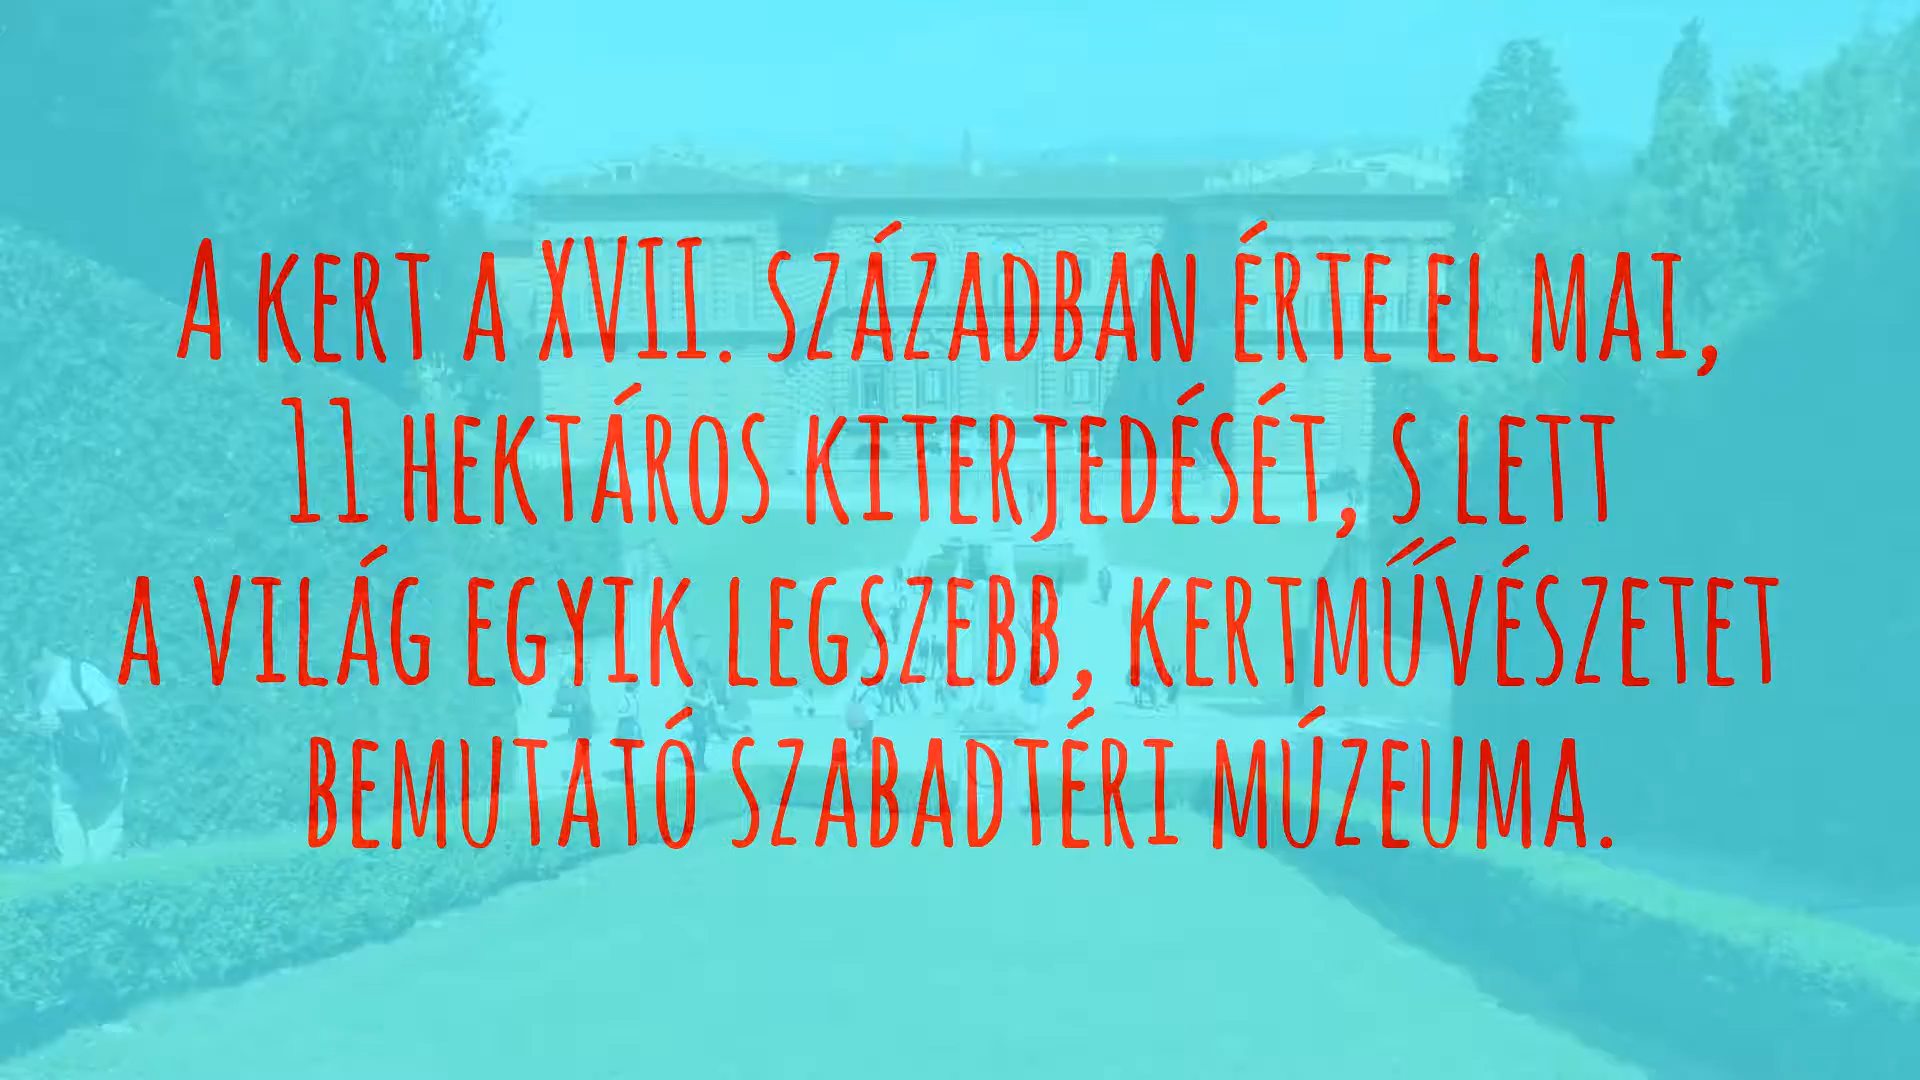 A kert a XVII. században érte el mai,
11 hektáros kiterjedését, s lett
a világ egyik legszebb, kertművészetet
bemutató szabadtéri múzeuma.